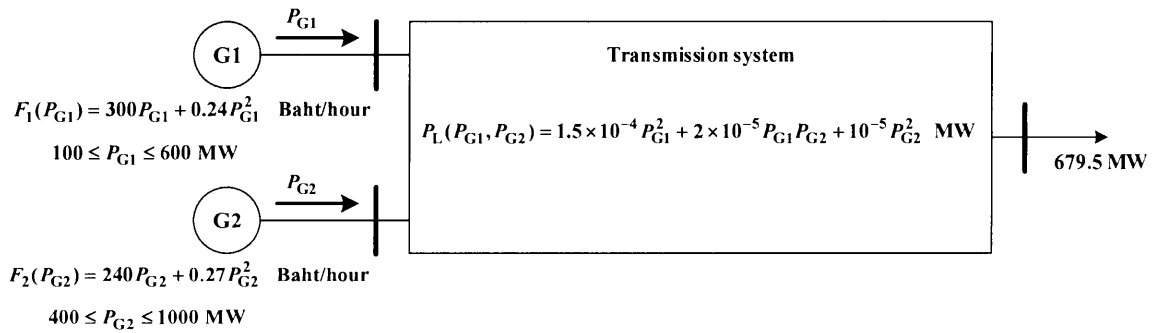 P_G1
G1
Transmission system
F_1(P_G1) = 300P_G1 + 0.24P_G1^2 Baht/hour
100 ≤ P_G1 ≤ 600 MW
P_L(P_G1, P_G2) = 1.5 × 10^-4 P_G1^2 + 2 × 10^-5 P_G1 P_G2 + 10^-5 P_G2^2 MW
679.5 MW
P_G2
G2
F_2(P_G2) = 240P_G2 + 0.27P_G2^2 Baht/hour
400 ≤ P_G2 ≤ 1000 MW